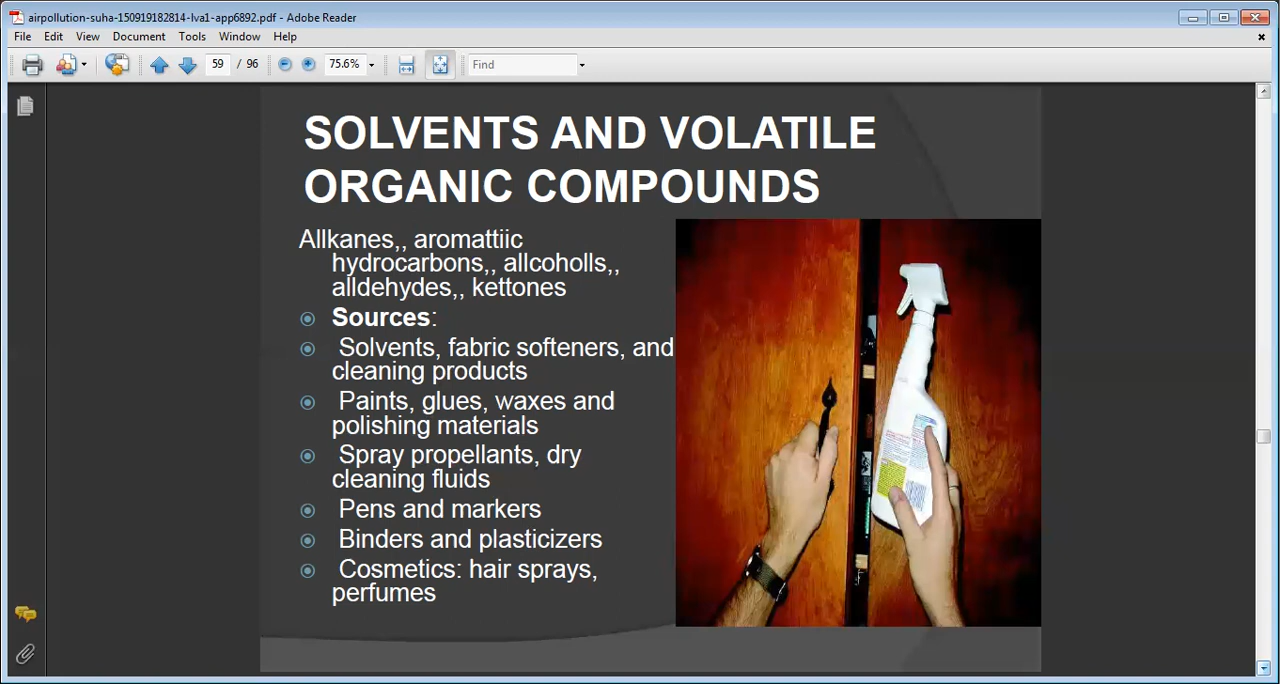 airpollution-suha-150919182814-lva1-app6892.pdf - Adobe Reader
File Edit View Document Tools Window Help
59 / 96 75.6% Find
SOLVENTS AND VOLATILE
ORGANIC COMPOUNDS
Allkanes,, aromattiic
hydrocarbons,, allcoholls,,
alldehydes,, kettones
Sources:
Solvents, fabric softeners, and
cleaning products
Paints, glues, waxes and
polishing materials
Spray propellants, dry
cleaning fluids
Pens and markers
Binders and plasticizers
Cosmetics: hair sprays,
perfumes